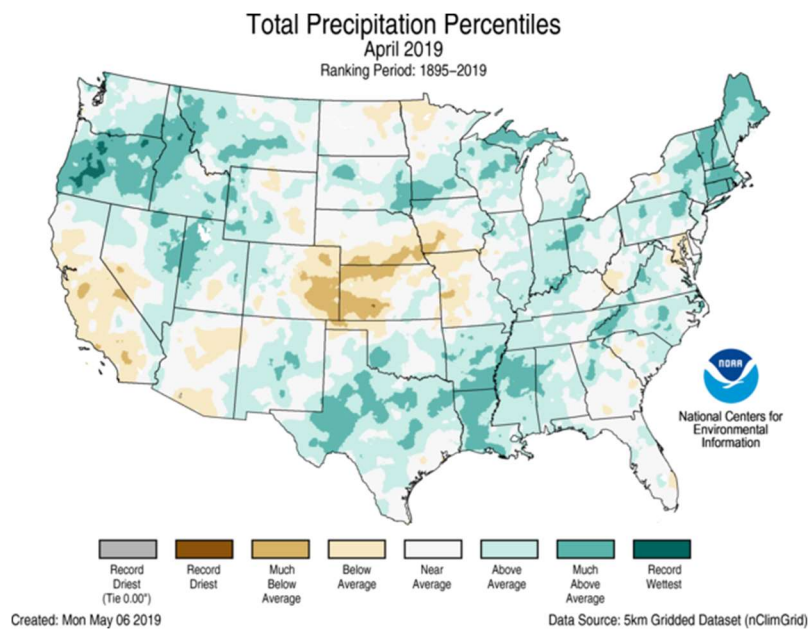 Total Precipitation Percentiles
April 2019
Ranking Period: 1895–2019
NOAA
National Centers for
Environmental
Information
Record
Driest
(Tie 0.00")
Record
Driest
Much
Below
Average
Below
Average
Near
Average
Above
Average
Much
Above
Average
Record
Wettest
Created: Mon May 06 2019
Data Source: 5km Gridded Dataset (nClimGrid)